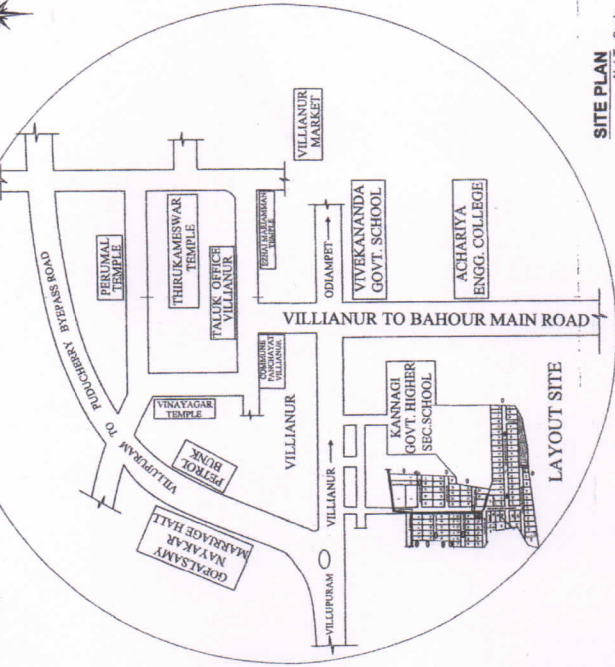 VILLUPURAM TO PUDUCHERRY BYEPASS ROAD
PERUMAL
TEMPLE
THIRUKAMESWAR
TEMPLE
TALUK OFFICE
VILLIANUR
VILLIANUR
MARKET
VINAYAGAR
TEMPLE
COMMUNE
PANCHAYAT
VILLIANUR
PETROL
BUNK
GOPALSAMY
NAYAKAR
MARRIAGE HALL
VILLIANUR
ODIAMPET
VIVEKANANDA
GOVT. SCHOOL
ACHARIYA
ENGG. COLLEGE
VILLIANUR TO BAHOUR MAIN ROAD
VILLUPURAM
VILLIANUR
KANNAGI
GOVT. HIGHER
SEC.SCHOOL
LAYOUT SITE
SITE PLAN